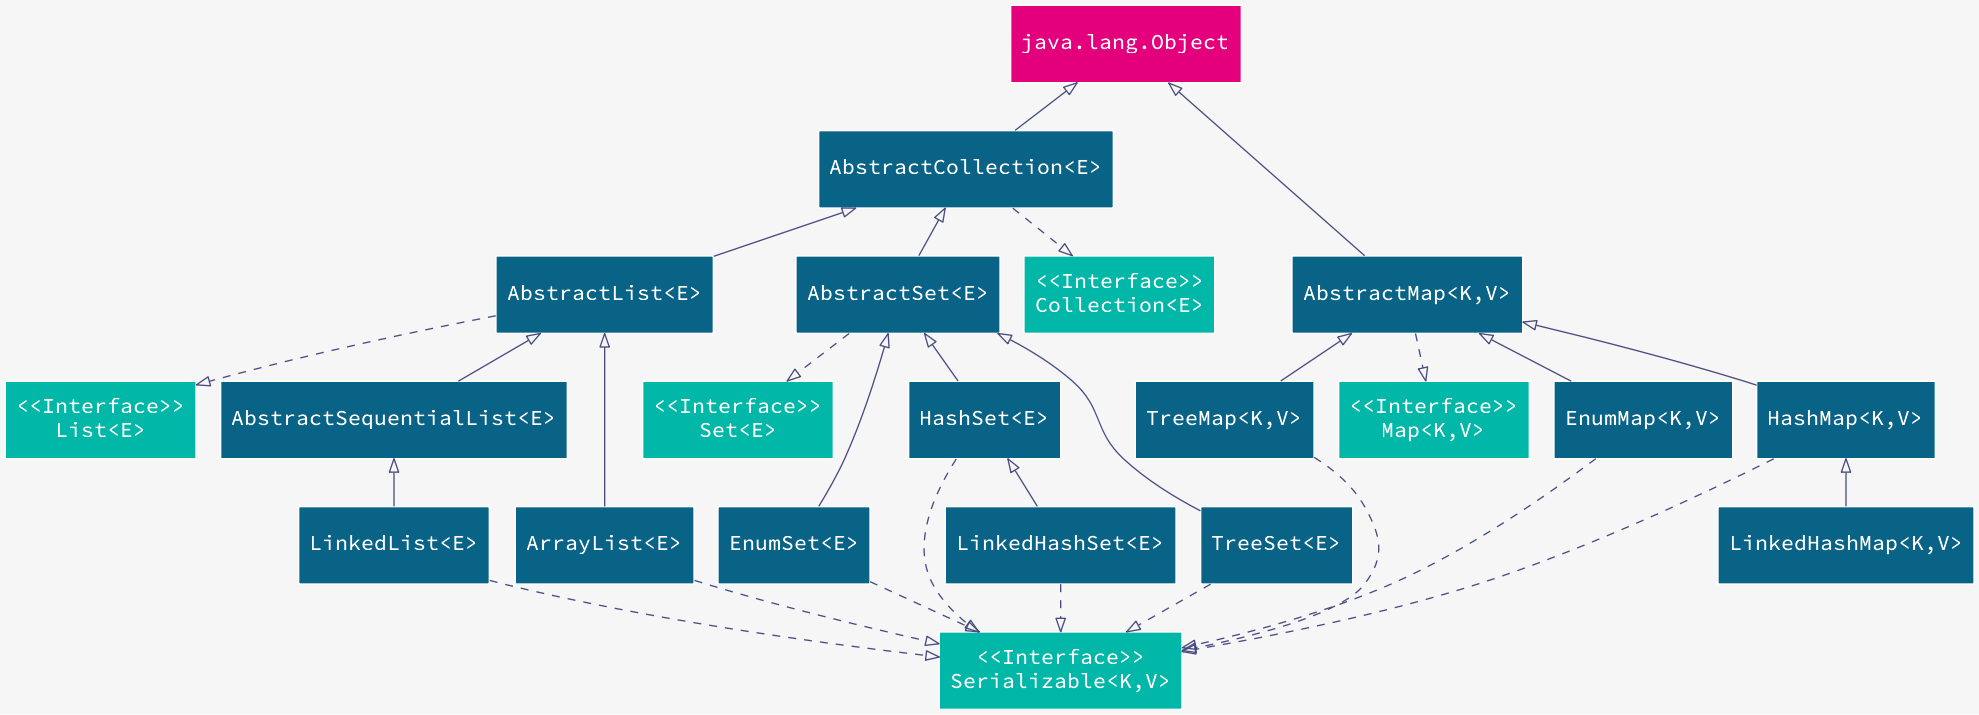 java.lang.Object
AbstractCollection<E>
AbstractList<E>
AbstractSet<E>
<<Interface>>
Collection<E>
AbstractMap<K,V>
<<Interface>>
List<E>
AbstractSequentialList<E>
<<Interface>>
Set<E>
HashSet<E>
TreeMap<K,V>
<<Interface>>
Map<K,V>
EnumMap<K,V>
HashMap<K,V>
LinkedList<E>
ArrayList<E>
EnumSet<E>
LinkedHashSet<E>
TreeSet<E>
LinkedHashMap<K,V>
<<Interface>>
Serializable<K,V>